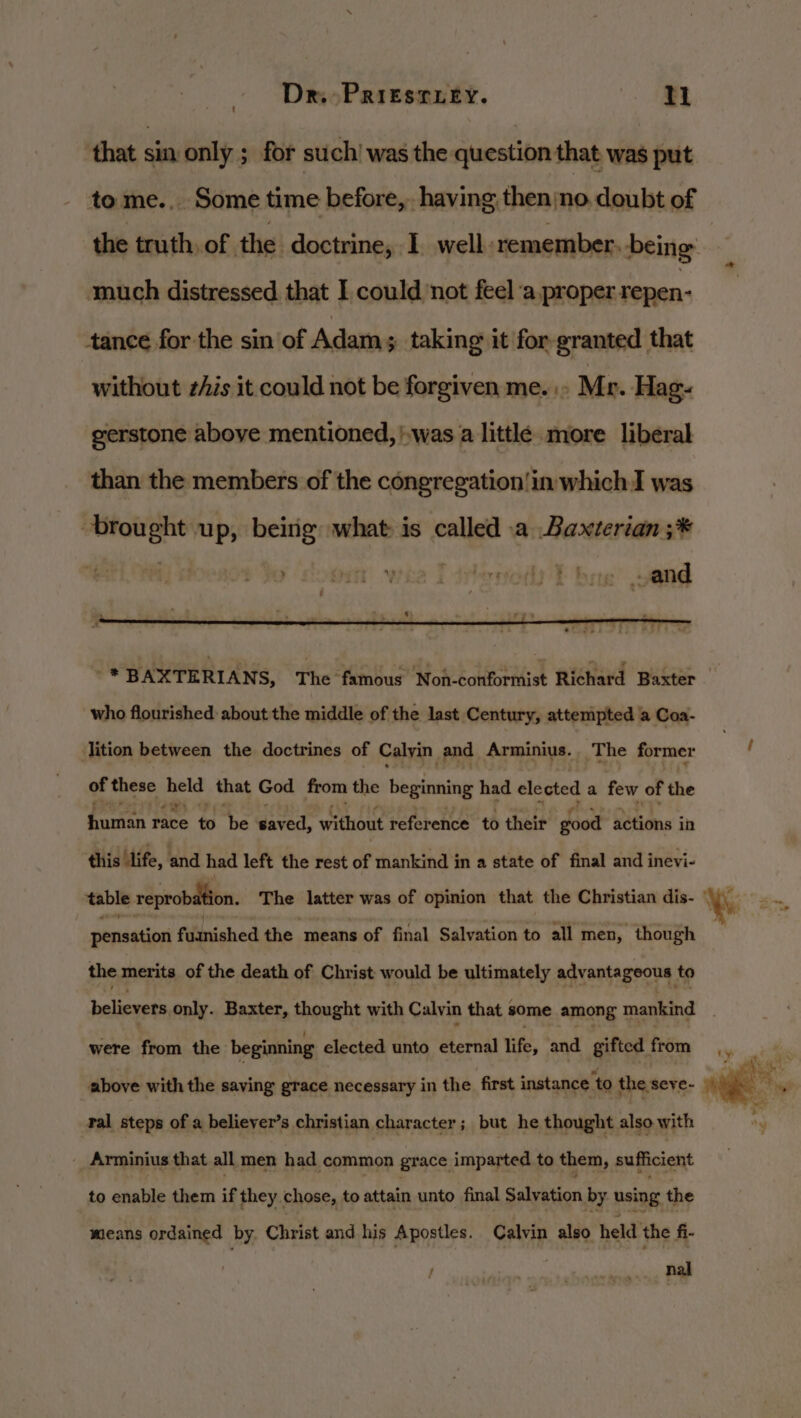 Dr. Priestley. 11
that sin only; for such was the question that was put
to me. Some time before, having then no doubt of
the truth of the doctrine, I well remember being
much distressed that I could not feel a proper repen-
tance for the sin of Adam; taking it for granted that
without this it could not be forgiven me. Mr. Hag-
gerstone above mentioned, was a little more liberal
than the members of the congregation in which I was
brought up, being what is called a Baxterian;*
and
* BAXTERIANS, The famous Non-conformist Richard Baxter
who flourished about the middle of the last Century, attempted a Coa-
lition between the doctrines of Calvin and Arminius. The former
of these held that God from the beginning had elected a few of the
human race to be saved, without reference to their good actions in
this life, and had left the rest of mankind in a state of final and inevi-
table reprobation. The latter was of opinion that the Christian dis-
pensation furnished the means of final Salvation to all men, though
the merits of the death of Christ would be ultimately advantageous to
believers only. Baxter, thought with Calvin that some among mankind
were from the beginning elected unto eternal life, and gifted from
above with the saving grace necessary in the first instance to the seve-
ral steps of a believer's christian character; but he thought also with
Arminius that all men had common grace imparted to them, sufficient
to enable them if they chose, to attain unto final Salvation by using the
means ordained by Christ and his Apostles. Calvin also held the fi-
nal